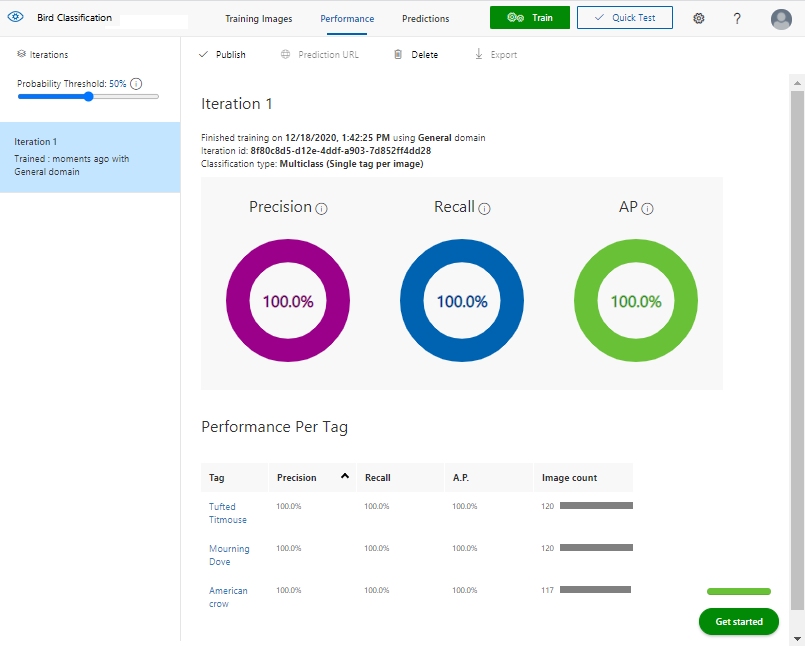 Bird Classification
Training Images
Performance
Predictions
Train
Quick Test
?
Iterations
Probability Threshold: 50%
Iteration 1
Trained : moments ago with
General domain
Publish
Prediction URL
Delete
Export
Iteration 1
Finished training on 12/18/2020, 1:42:25 PM using General domain
Iteration id: 8f80c8d5-d12e-4ddf-a903-7d852ff4dd28
Classification type: Multiclass (Single tag per image)
Precision
Recall
AP
100.0%
100.0%
100.0%
Performance Per Tag
Tag Precision Recall A.P. Image count
Tufted 100.0% 100.0% 100.0% 120
Titmouse
Mourning 100.0% 100.0% 100.0% 120
Dove
American 100.0% 100.0% 100.0% 117
crow
Get started